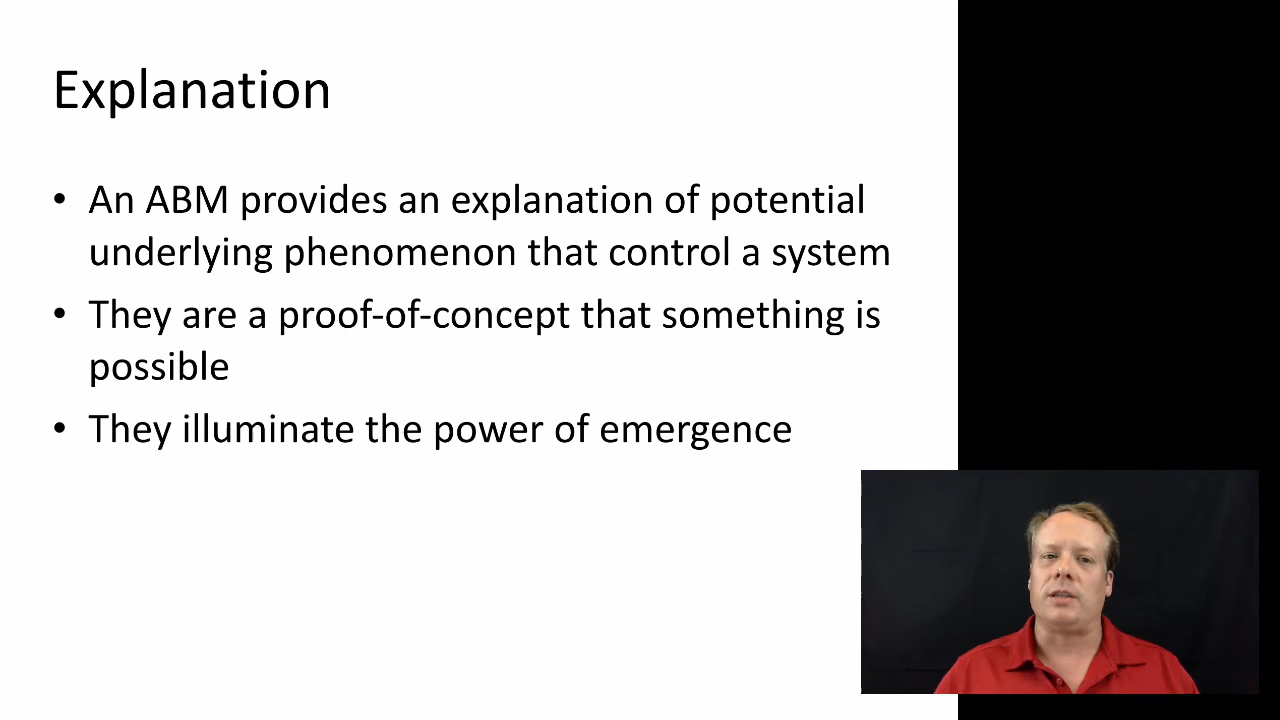 Explanation
• An ABM provides an explanation of potential
underlying phenomenon that control a system
• They are a proof-of-concept that something is
possible
• They illuminate the power of emergence